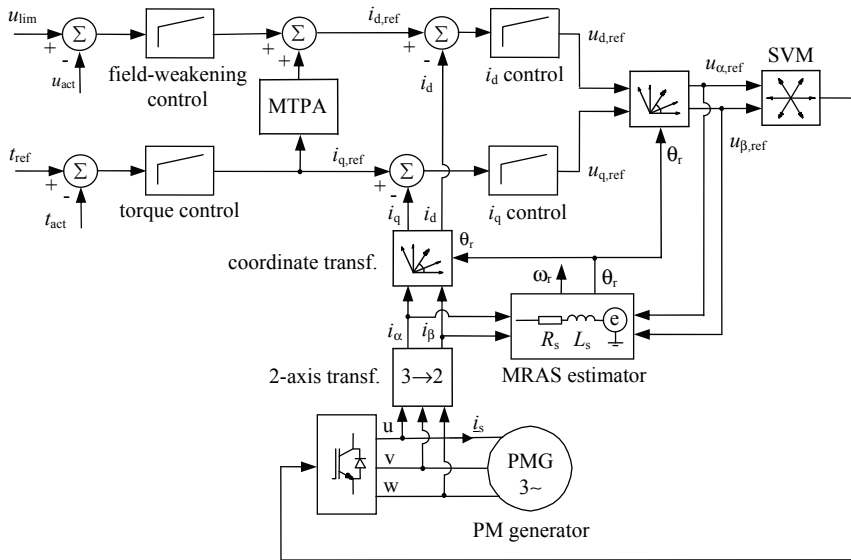 u_lim
+
-
Σ
u_act
field-weakening
control
+
+
Σ
i_d,ref
+
-
Σ
i_d
i_d control
u_d,ref
u_α,ref
SVM
MTPA
u_β,ref
t_ref
+
-
Σ
t_act
torque control
i_q,ref
+
-
Σ
i_q control
u_q,ref
θ_r
i_q
i_d
coordinate transf.
θ_r
ω_r
θ_r
i_α
i_β
R_s
L_s
e
MRAS estimator
2-axis transf.
3→2
u
i_s
v
w
PMG
3~
PM generator